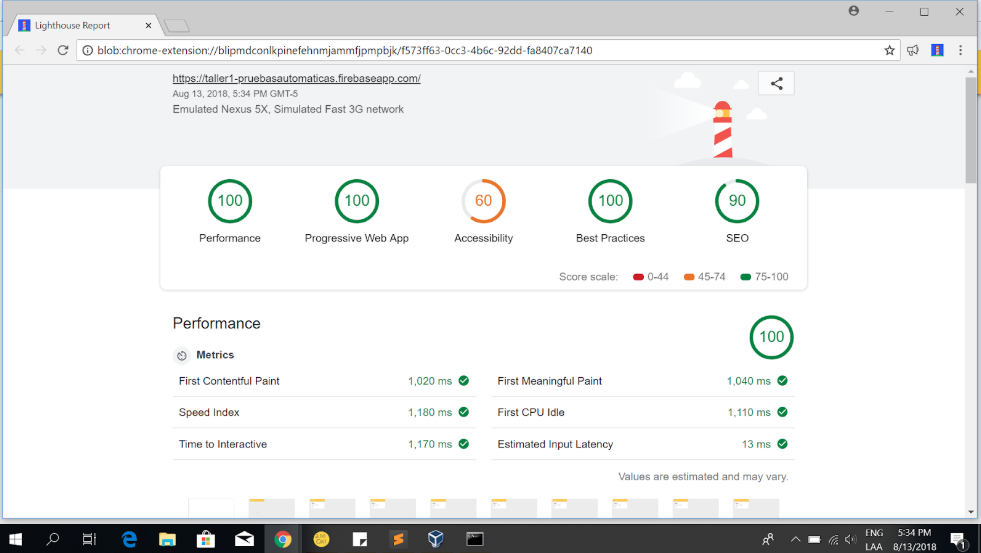 Lighthouse Report
blob:chrome-extension://blipmdconlkpinefehnmjammfjpmpbjk/f573ff63-0cc3-4b6c-92dd-fa8407ca7140
https://taller1-pruebasautomaticas.firebaseapp.com/
Aug 13, 2018, 5:34 PM GMT-5
Emulated Nexus 5X, Simulated Fast 3G network
100 100 60 100 90
Performance Progressive Web App Accessibility Best Practices SEO
Score scale: 0-44 45-74 75-100
Performance 100
Metrics
First Contentful Paint 1,020 ms First Meaningful Paint 1,040 ms
Speed Index 1,180 ms First CPU Idle 1,110 ms
Time to Interactive 1,170 ms Estimated Input Latency 13 ms
Values are estimated and may vary.
ENG 5:34 PM
LAA 8/13/2018 1